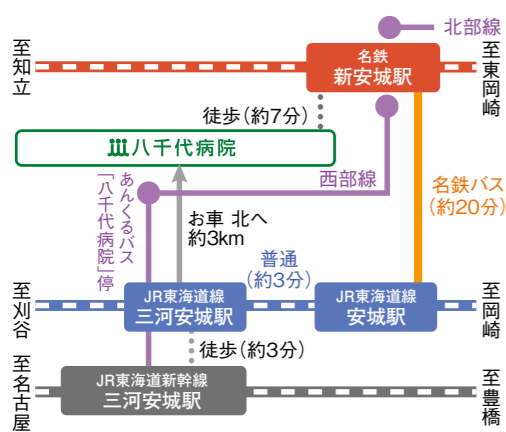 北部線
至知立
名鉄
新安城駅
至東岡崎
徒歩（約7分）
八千代病院
あんくるバス
「八千代病院」停
西部線
お車 北へ
約3km
名鉄バス
（約20分）
普通
（約3分）
至刈谷
JR東海道線
三河安城駅
JR東海道線
安城駅
至岡崎
徒歩（約3分）
至名古屋
JR東海道新幹線
三河安城駅
至豊橋